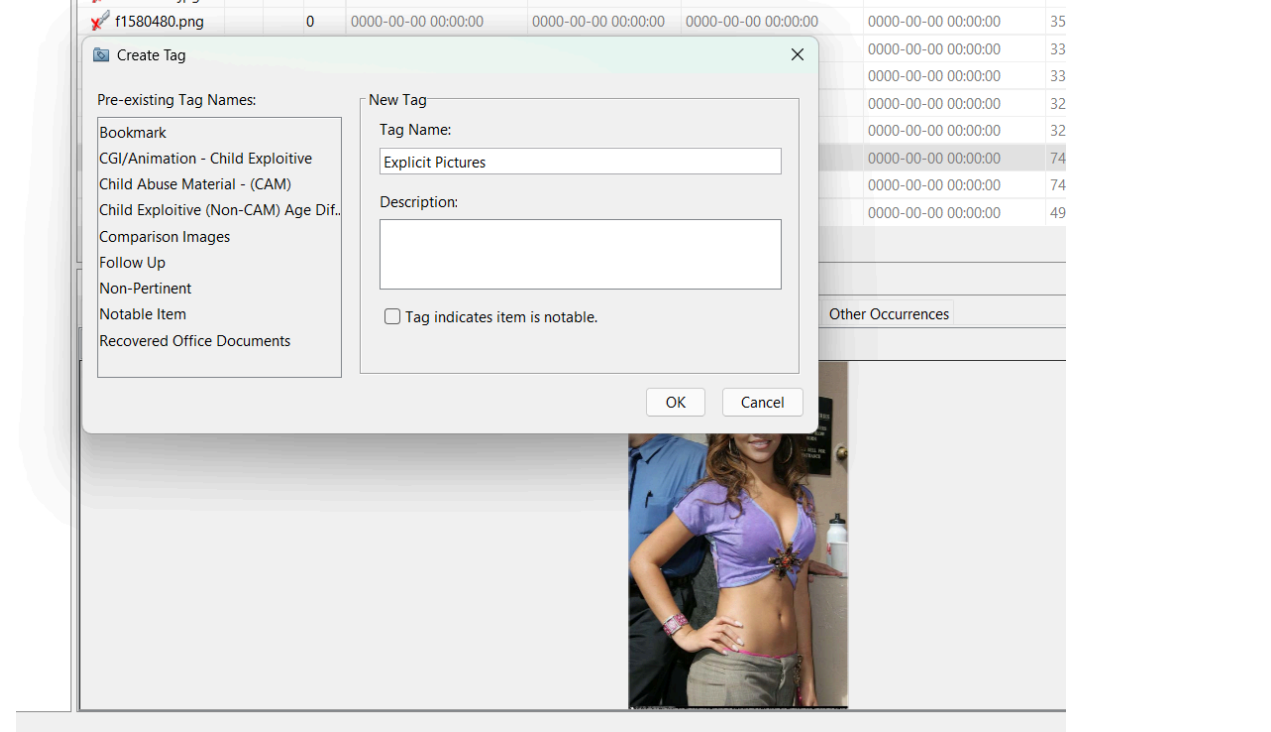 f1580480.png 0 0000-00-00 00:00:00 0000-00-00 00:00:00 0000-00-00 00:00:00 0000-00-00 00:00:00 35
Create Tag
0000-00-00 00:00:00 33
0000-00-00 00:00:00 33
Pre-existing Tag Names:
New Tag
0000-00-00 00:00:00 32
Bookmark
Tag Name:
0000-00-00 00:00:00 32
CGI/Animation - Child Exploitive
Explicit Pictures
0000-00-00 00:00:00 74
Child Abuse Material - (CAM)
0000-00-00 00:00:00 74
Child Exploitive (Non-CAM) Age Dif..
Description:
0000-00-00 00:00:00 49
Comparison Images
Follow Up
Non-Pertinent
Notable Item
Tag indicates item is notable.
Other Occurrences
Recovered Office Documents
OK
Cancel